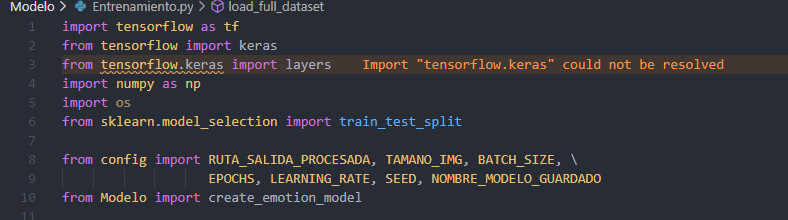 Modelo > Entrenamiento.py > load_full_dataset
1 import tensorflow as tf
2 from tensorflow import keras
3 from tensorflow.keras import layers Import "tensorflow.keras" could not be resolved
4 import numpy as np
5 import os
6 from sklearn.model_selection import train_test_split
7
8 from config import RUTA_SALIDA_PROCESADA, TAMANO_IMG, BATCH_SIZE, \
9 EPOCHS, LEARNING_RATE, SEED, NOMBRE_MODELO_GUARDADO
10 from Modelo import create_emotion_model
11